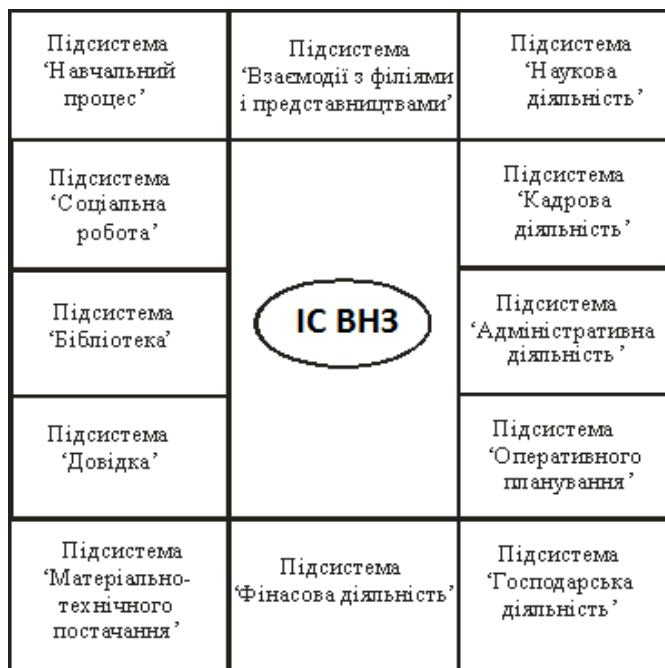 Підсистема
‘Навчальний
процес’
Підсистема
‘Взаємодії з філіями
і представництвами’
Підсистема
‘Наукова
діяльність’
Підсистема
‘Соціальна
робота’
Підсистема
‘Кадрова
діяльність’
ІС ВНЗ
Підсистема
‘Бібліотека’
Підсистема
‘Адміністративна
діяльність’
Підсистема
‘Довідка’
Підсистема
‘Оперативного
планування’
Підсистема
‘Матеріально-
технічного
постачання’
Підсистема
‘Фінасова діяльність’
Підсистема
‘Господарська
діяльність’